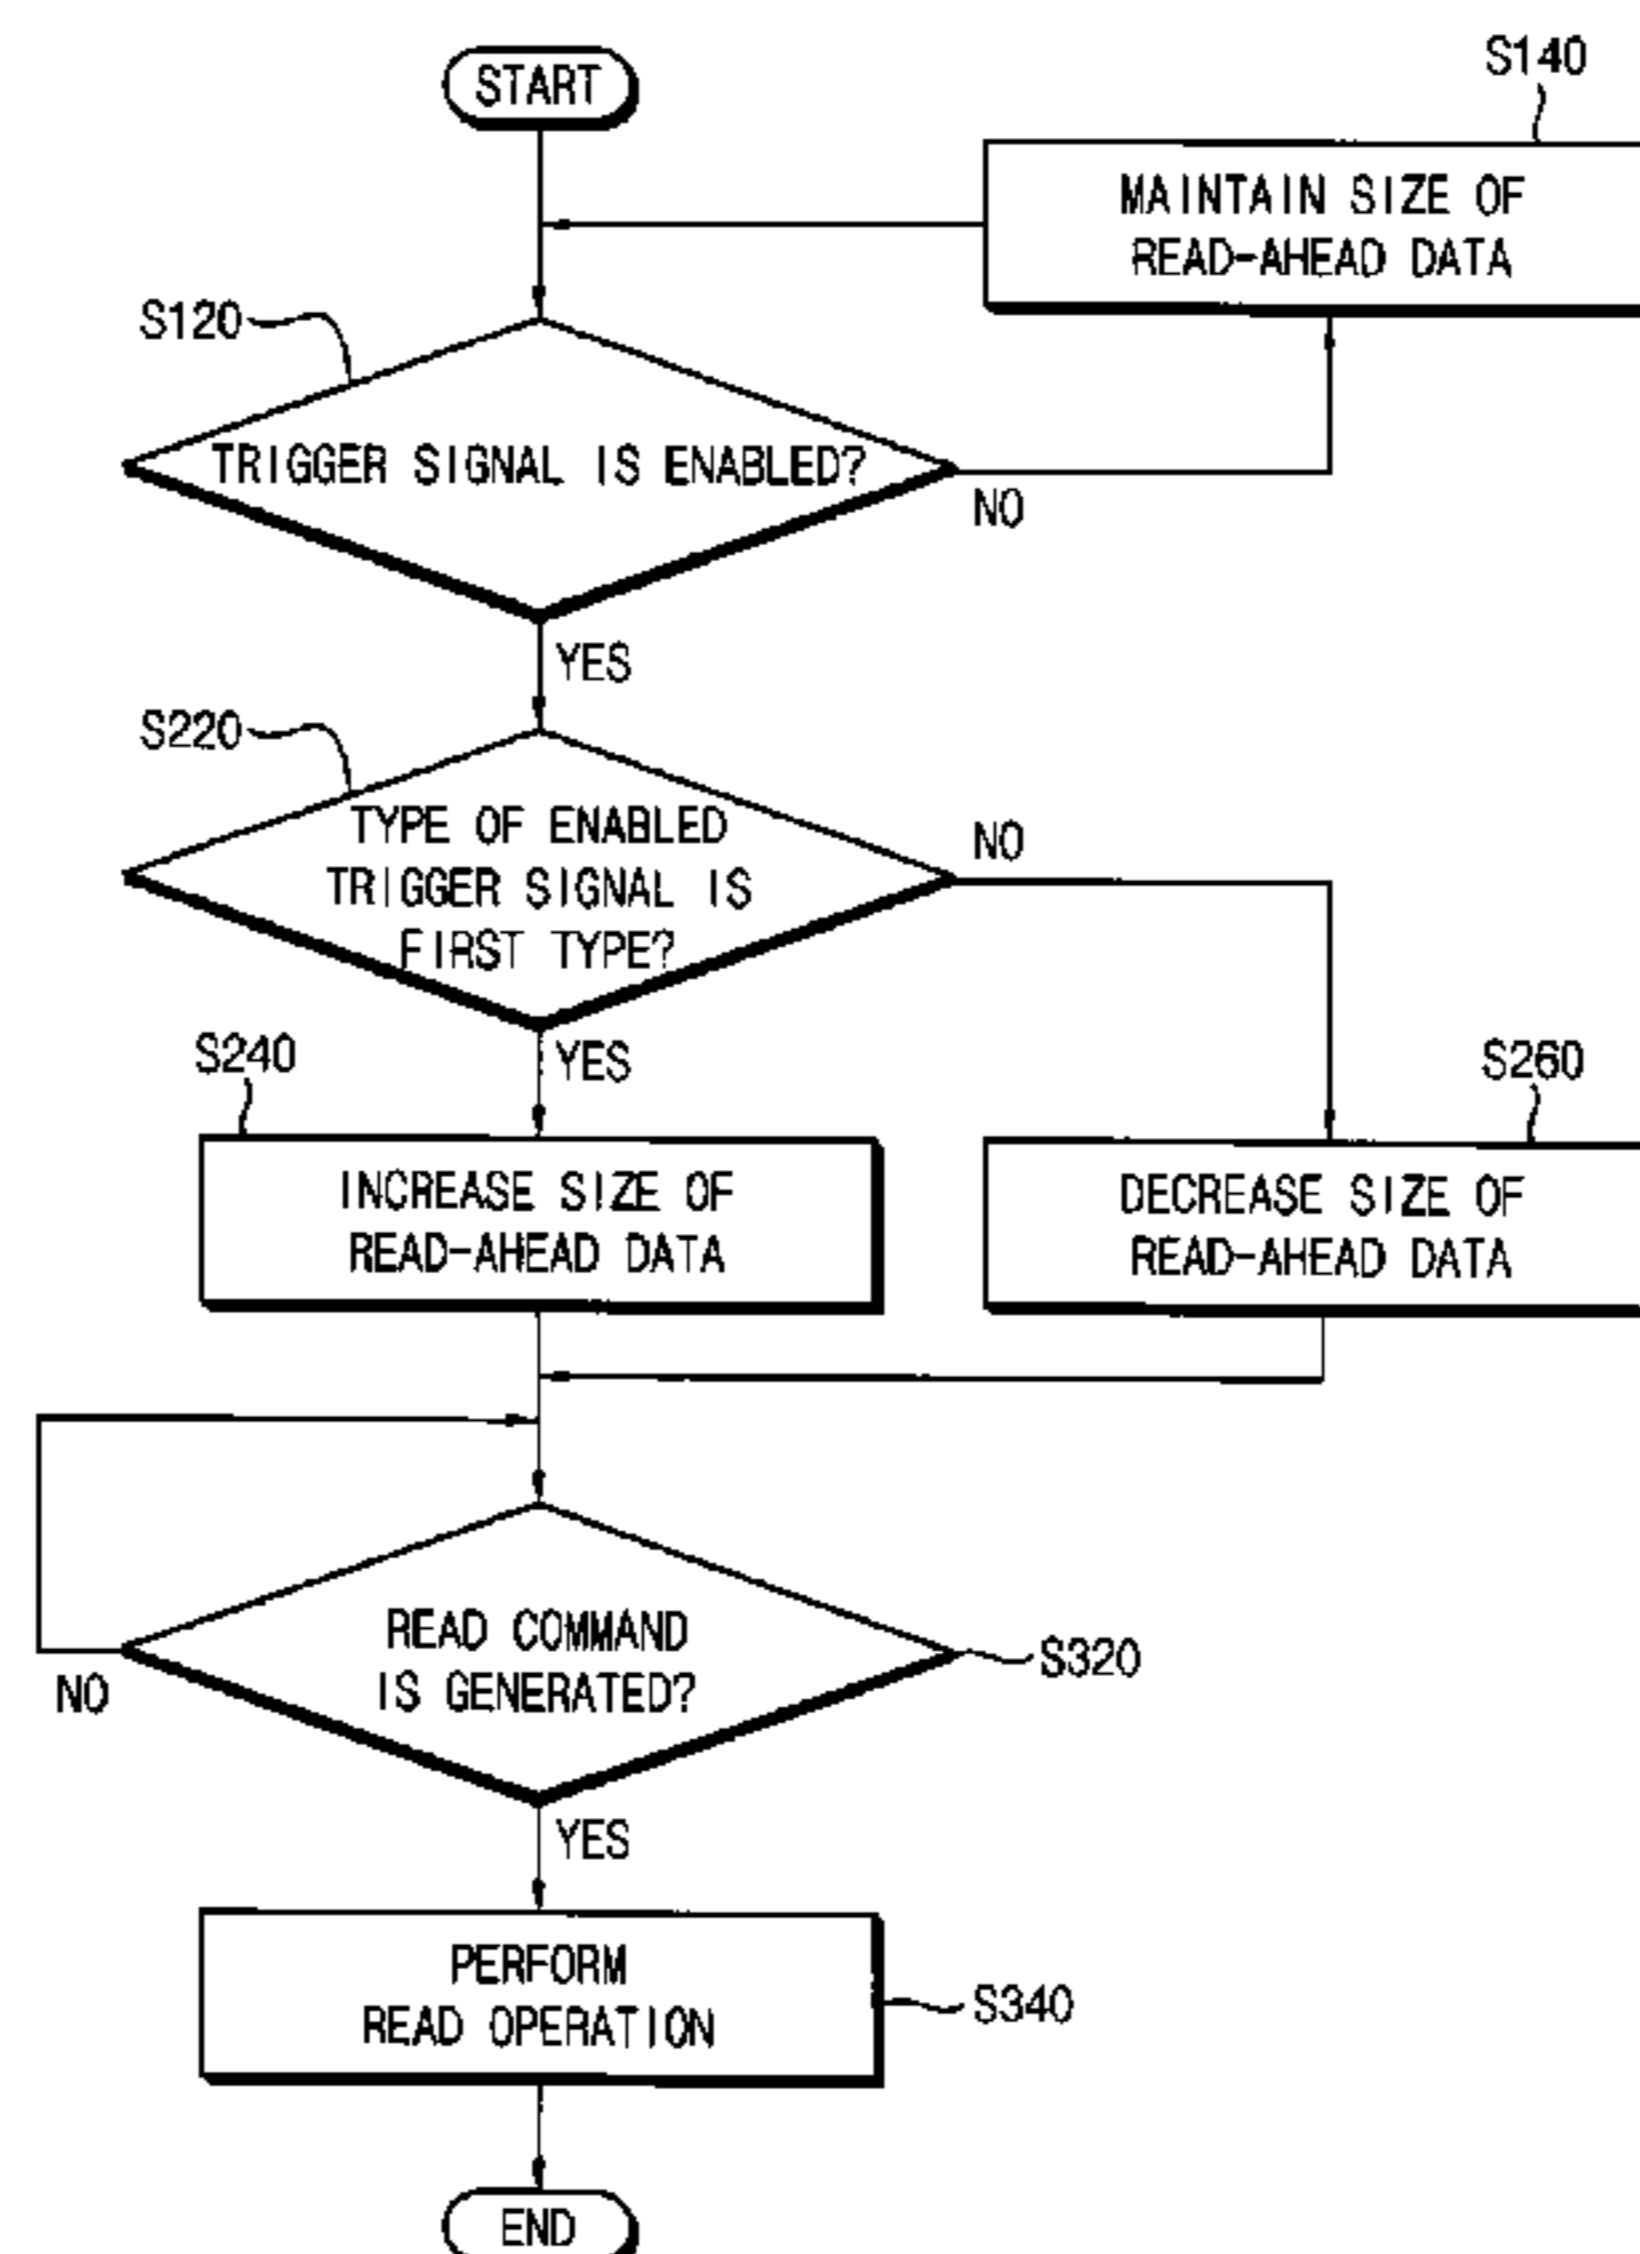 START
S140
MAINTAIN SIZE OF
READ-AHEAD DATA
S120
TRIGGER SIGNAL IS ENABLED?
NO
YES
S220
TYPE OF ENABLED
TRIGGER SIGNAL IS
FIRST TYPE?
NO
YES
S240
INCREASE SIZE OF
READ-AHEAD DATA
S260
DECREASE SIZE OF
READ-AHEAD DATA
READ COMMAND
IS GENERATED?
S320
NO
YES
PERFORM
READ OPERATION
S340
END